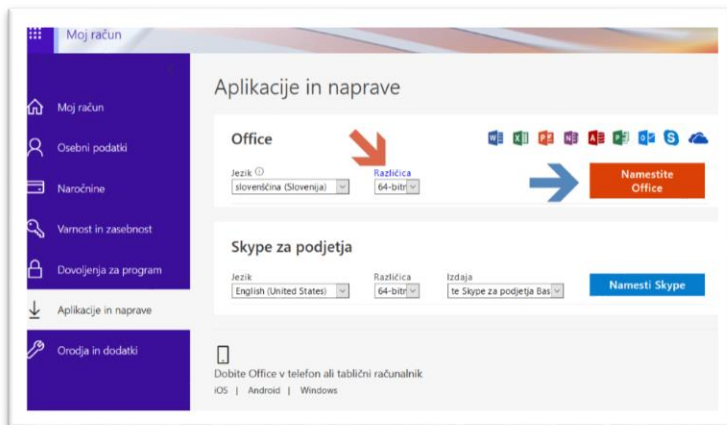 Moj račun
Aplikacije in naprave
Moj račun
Osebni podatki
Naročnine
Varnost in zasebnost
Dovoljenja za program
Aplikacije in naprave
Orodja in dodatki
Office
Jezik
Različica
slovenščina (Slovenija)
64-bitr
Namestite
Office
Skype za podjetja
Jezik
Različica
Izdaja
English (United States)
64-bitr
te Skype za podjetja Bas
Namesti Skype
Dobite Office v telefon ali tablični računalnik
iOS | Android | Windows